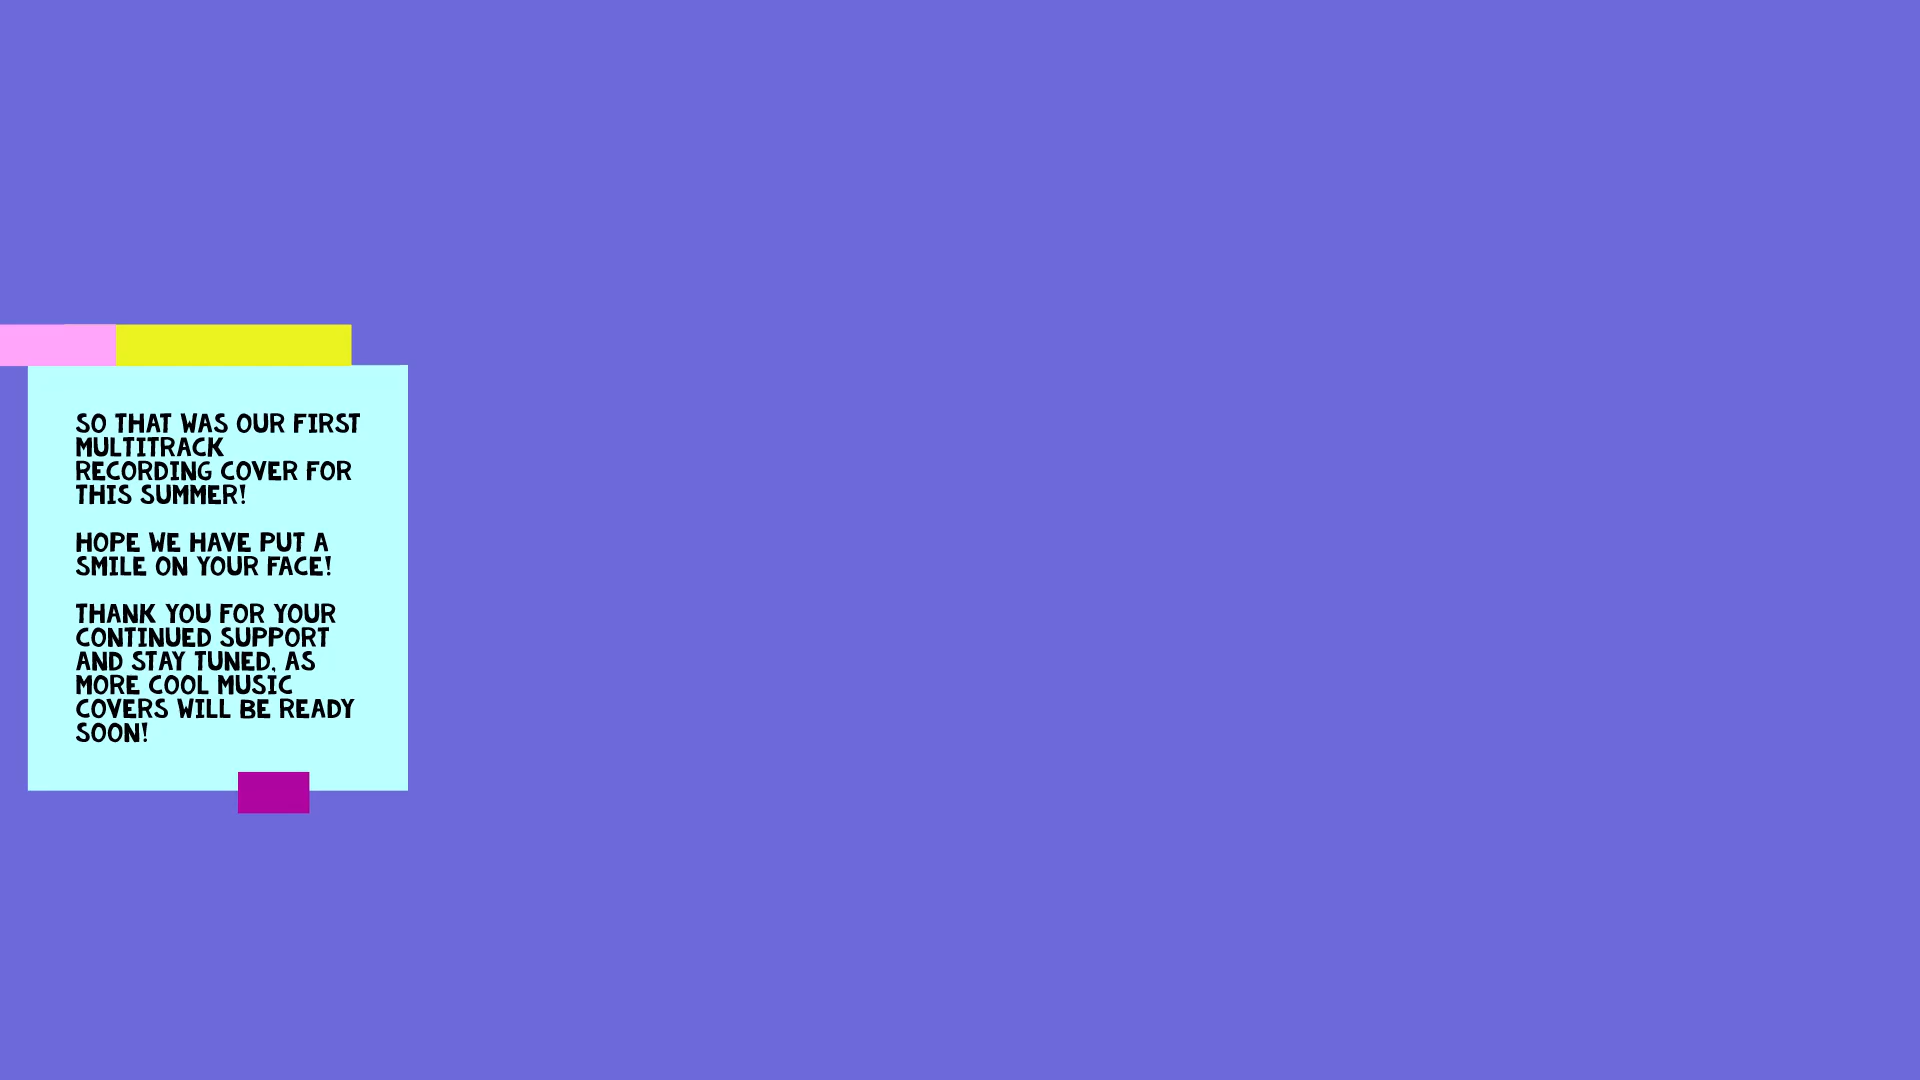 SO THAT WAS OUR FIRST
MULTITRACK
RECORDING COVER FOR
THIS SUMMER!
HOPE WE HAVE PUT A
SMILE ON YOUR FACE!
THANK YOU FOR YOUR
CONTINUED SUPPORT
AND STAY TUNED, AS
MORE COOL MUSIC
COVERS WILL BE READY
SOON!